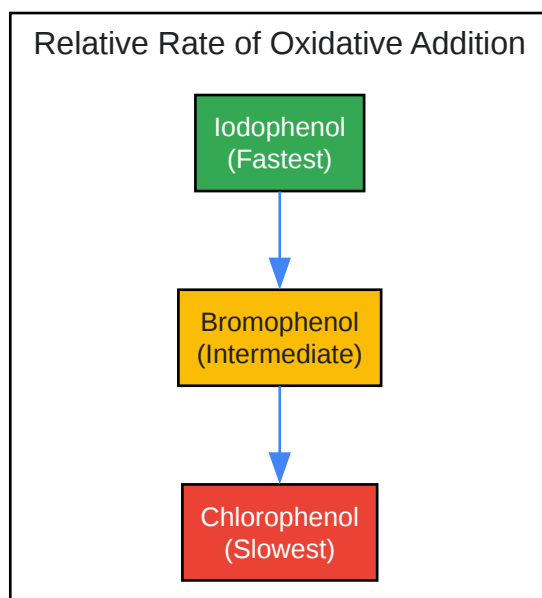 Relative Rate of Oxidative Addition
Iodophenol
(Fastest)
Bromophenol
(Intermediate)
Chlorophenol
(Slowest)